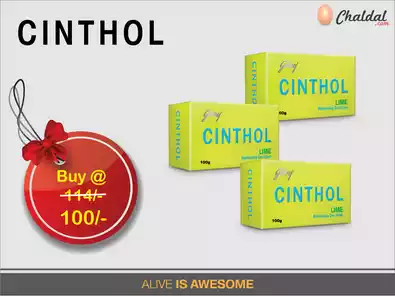 CINTHOL
Chaldal
.com
Buy @
114/-
100/-
Godrej
CINTHOL
LIME
100g
Godrej
CINTHOL
LIME
100g
Godrej
CINTHOL
LIME
100g
ALIVE IS AWESOME